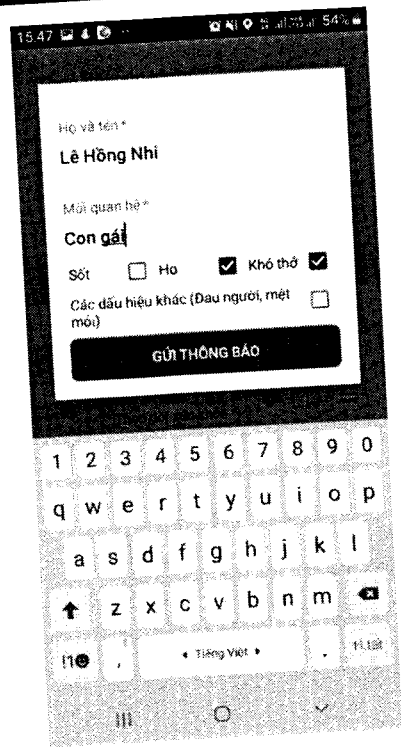 15:47 54%
Họ và tên *
Lê Hồng Nhi
Mối quan hệ *
Con gái
Sốt Ho Khó thở
Các dấu hiệu khác (Đau người, mệt
mỏi)
GỬI THÔNG BÁO
1 2 3 4 5 6 7 8 9 0
q w e r t y u i o p
a s d f g h j k l
z x c v b n m
!1☺ , Tiếng Việt .